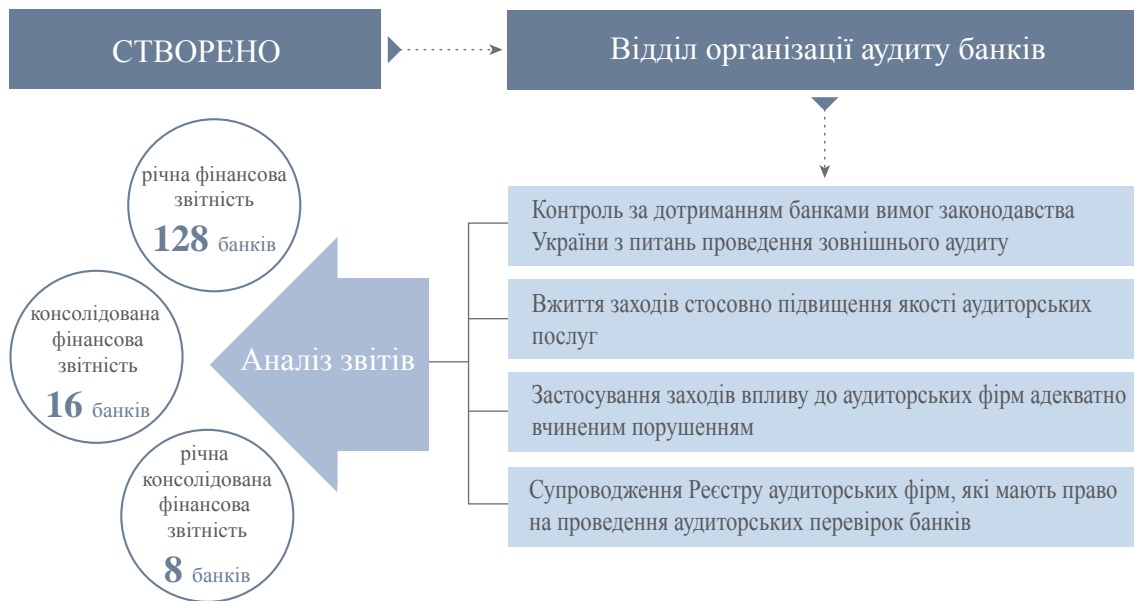 СТВОРЕНО
Відділ організації аудиту банків
річна фінансова
звітність
128 банків
консолідована
фінансова
звітність
16 банків
річна
консолідована
фінансова
звітність
8 банків
Аналіз звітів
Контроль за дотриманням банками вимог законодавства
України з питань проведення зовнішнього аудиту
Вжиття заходів стосовно підвищення якості аудиторських
послуг
Застосування заходів впливу до аудиторських фірм адекватно
вчиненим порушенням
Супроводження Реєстру аудиторських фірм, які мають право
на проведення аудиторських перевірок банків